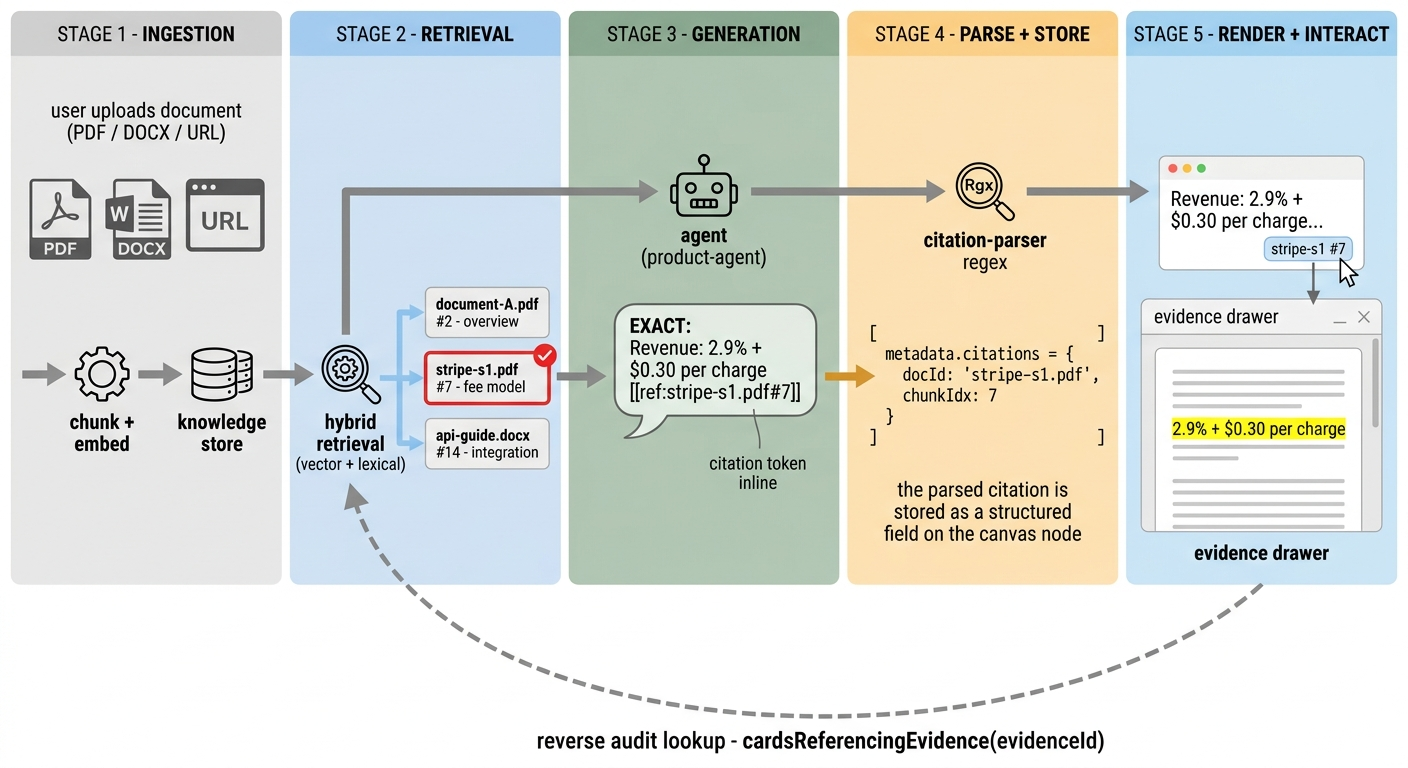 STAGE 1 - INGESTION
user uploads document
(PDF / DOCX / URL)
PDF
W
DOCX
URL
chunk +
embed
knowledge
store
STAGE 2 - RETRIEVAL
hybrid
retrieval
(vector + lexical)
document-A.pdf
#2 - overview
stripe-s1.pdf
#7 - fee model
api-guide.docx
#14 - integration
STAGE 3 - GENERATION
agent
(product-agent)
EXACT:
Revenue: 2.9% +
$0.30 per charge
[[ref:stripe-s1.pdf#7]]
citation token
inline
STAGE 4 - PARSE + STORE
Rgx
citation-parser
regex
[ ]
metadata.citations = {
docId: 'stripe-s1.pdf',
chunkIdx: 7
}
] ]
the parsed citation is
stored as a structured
field on the canvas node
STAGE 5 - RENDER + INTERACT
Revenue: 2.9% +
$0.30 per charge...
stripe-s1 #7
evidence drawer
2.9% + $0.30 per charge
evidence drawer
reverse audit lookup - cardsReferencingEvidence(evidenceId)